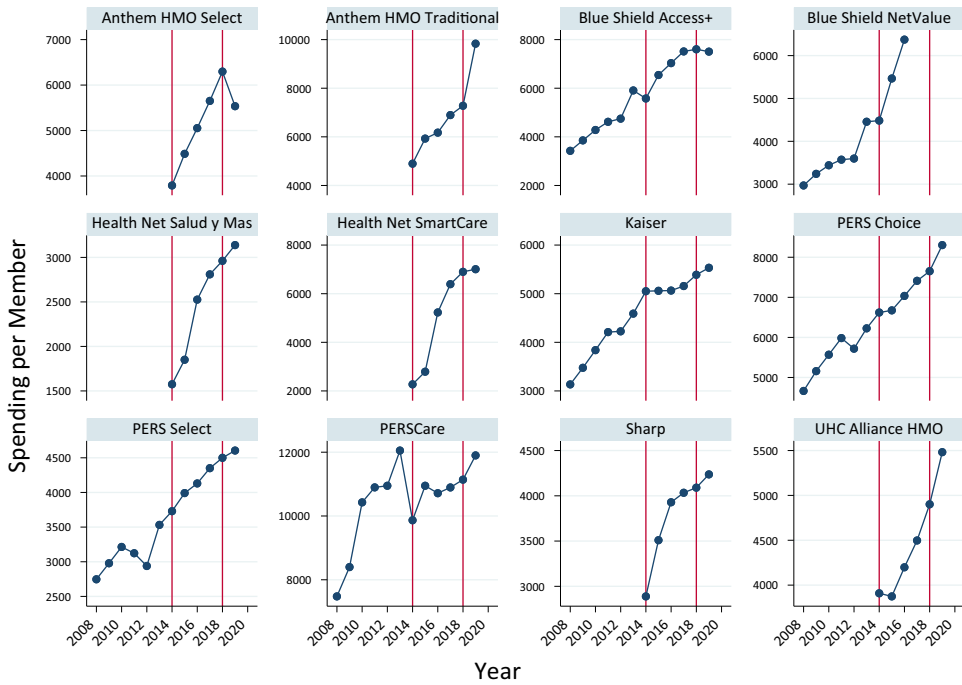 Anthem HMO Select
7000
6000
5000
4000
Anthem HMO Traditional
10000
8000
6000
4000
Blue Shield Access+
8000
6000
4000
2000
Blue Shield NetValue
6000
5000
4000
3000
Health Net Salud y Mas
3000
2500
2000
1500
Health Net SmartCare
8000
6000
4000
2000
Kaiser
6000
5000
4000
3000
PERS Choice
8000
7000
6000
5000
PERS Select
4500
4000
3500
3000
2500
PERSCare
12000
10000
8000
Sharp
4500
4000
3500
3000
UHC Alliance HMO
5500
5000
4500
4000
2008 2010 2012 2014 2016 2018 2020
2008 2010 2012 2014 2016 2018 2020
2008 2010 2012 2014 2016 2018 2020
2008 2010 2012 2014 2016 2018 2020
Spending per Member
Year